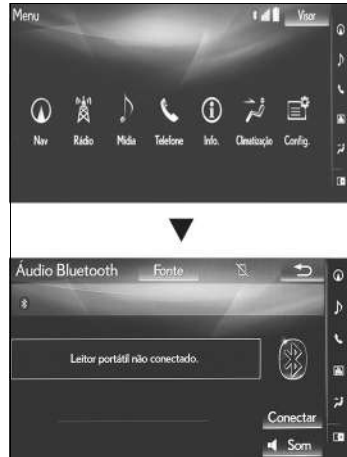 Menu
Visor
Nav Rádio Mídia Telefone Info. Climatização Config.
Áudio Bluetooth Fonte
Leitor portátil não conectado.
Conectar
Som